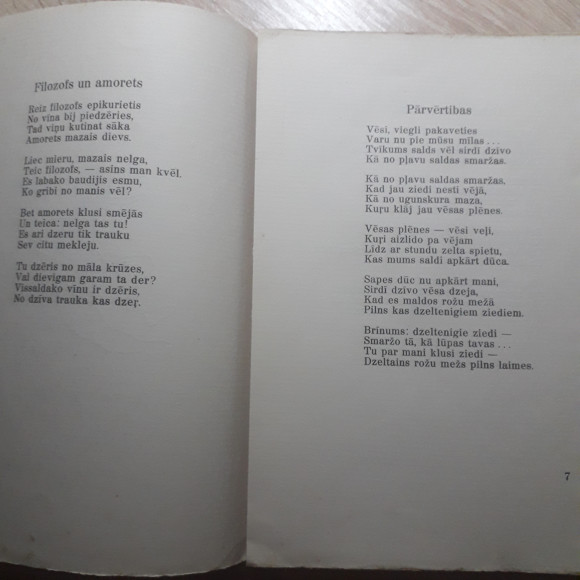 Filozofs un amorets
Reiz filozofs epikurietis
No vīna bij piedzēries,
Tad viņu kutināt sāka
Amorets mazais dievs.
Liec mieru, mazais nelga,
Teic filozofs, — asins man kvēl.
Es labāko baudījis esmu,
Ko gribi no manis vēl?
Bet amorets klusi smējās
Un teica: nelga tas tu!
Es arī dzeru tik trauku
Sev citu meklēju.
Tu dzēris no māla krūzes,
Vai dievīgam garam tā der?
Vissaldāko vīnu ir dzēris,
No dzīva trauka kas dzeŗ.
Pārvērtības
Vēsi, viegli pakavēties
Varu nu pie mūsu mīlas . . .
Tvīkums salds vēl sirdī dzīvo
Kā no pļavu saldas smaržas.
Kā no pļavu saldas smaržas,
Kad jau ziedi nesti vējā,
Kā no ugunskura maza,
Kuŗu klāj jau vēsas plēnes.
Vēsas plēnes — vēsi veļi,
Kuŗi aizlido pa vējam
Līdz ar stundu zelta spietu,
Kas mums saldi apkārt dūca.
Sāpes dūc nu apkārt mani,
Sirdī dzīvo vēsa dzeja,
Kad es maldos rožu mežā
Pilns kas dzeltenīgiem ziediem.
Brīnums: dzeltenīgie ziedi —
Smaržo tā, kā lūpas tavas . . .
Tu par mani klusi ziedi —
Dzeltains rožu mežs pilns laimes.
7